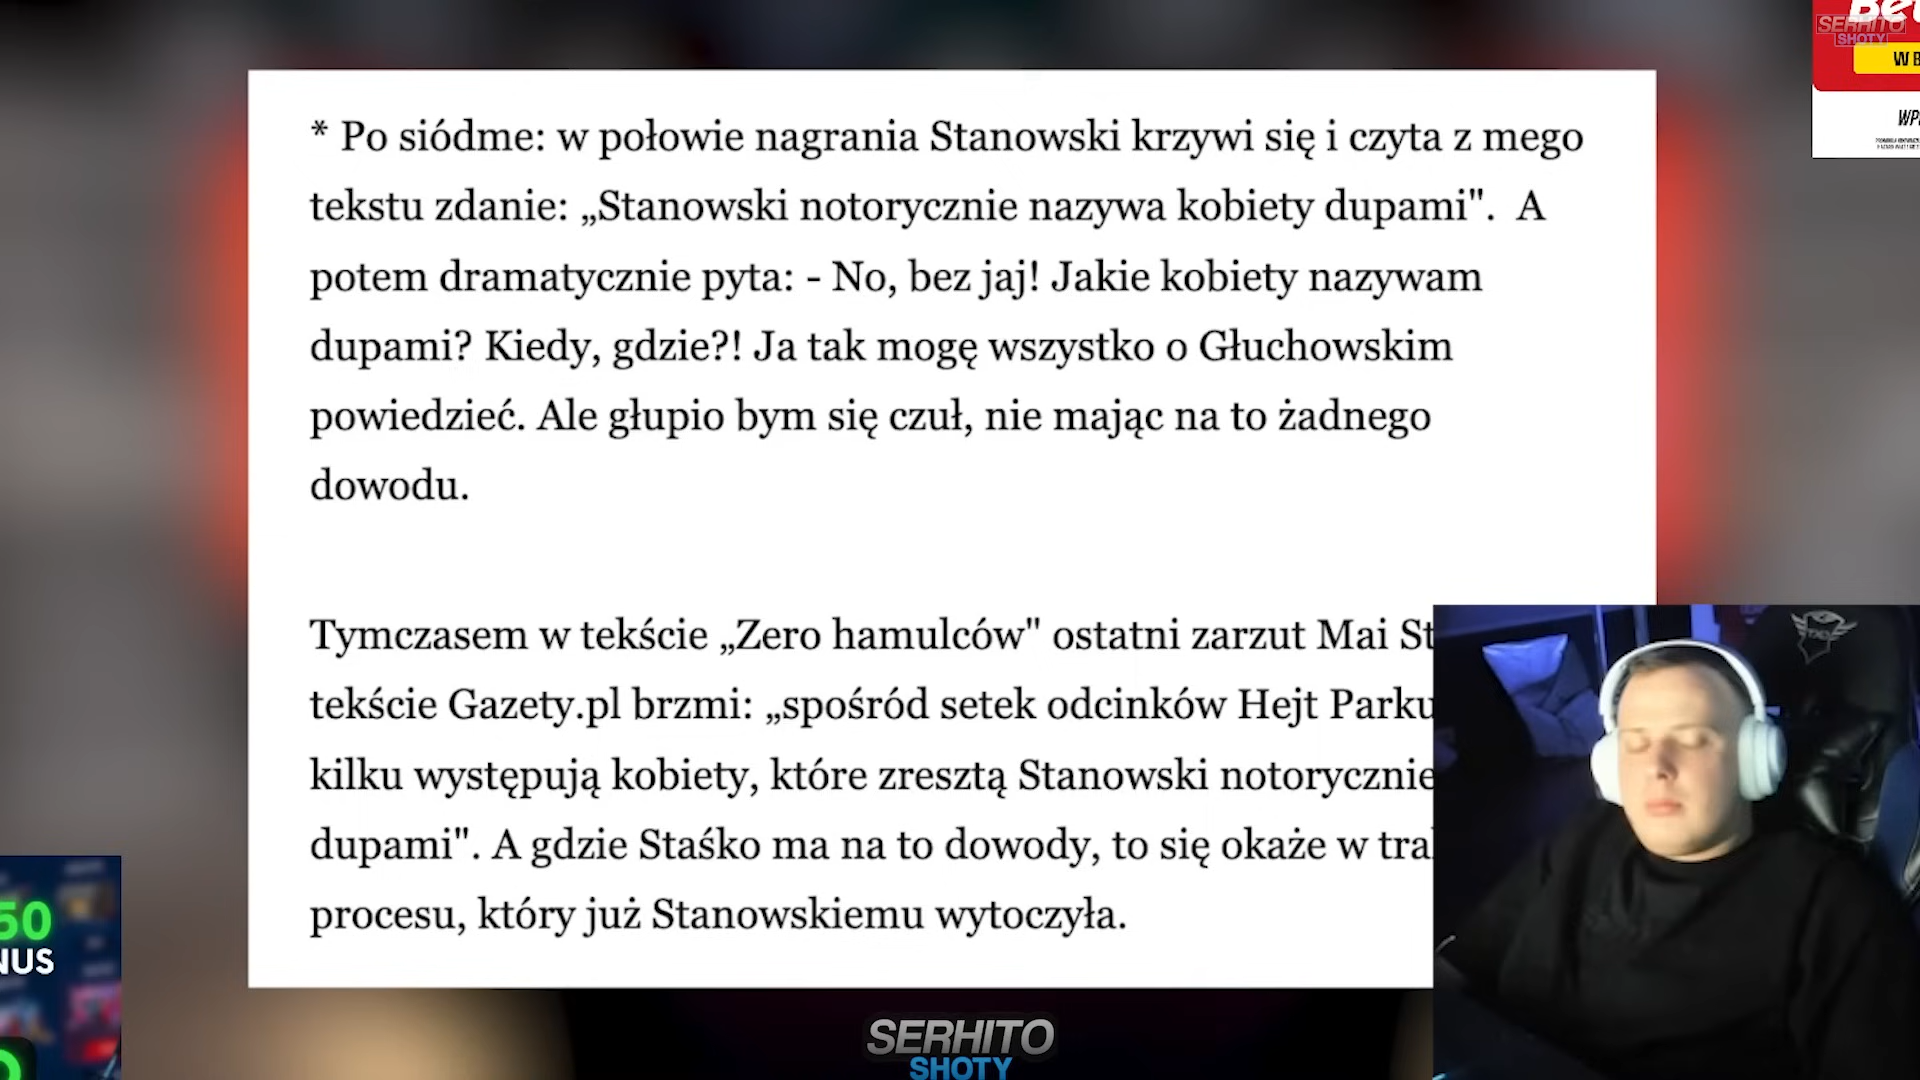 SERHITO
SHOTY
W B
* Po siódme: w połowie nagrania Stanowski krzywi się i czyta z mego
tekstu zdanie: „Stanowski notorycznie nazywa kobiety dupami". A
potem dramatycznie pyta: - No, bez jaj! Jakie kobiety nazywam
dupami? Kiedy, gdzie?! Ja tak mogę wszystko o Głuchowskim
powiedzieć. Ale głupio bym się czuł, nie mając na to żadnego
dowodu.
Tymczasem w tekście „Zero hamulców" ostatni zarzut Mai St
tekście Gazety.pl brzmi: „spośród setek odcinków Hejt Parku
kilku występują kobiety, które zresztą Stanowski notorycznie
dupami". A gdzie Staśko ma na to dowody, to się okaże w tra
procesu, który już Stanowskiemu wytoczyła.
50
NUS
SERHITO
SHOTY